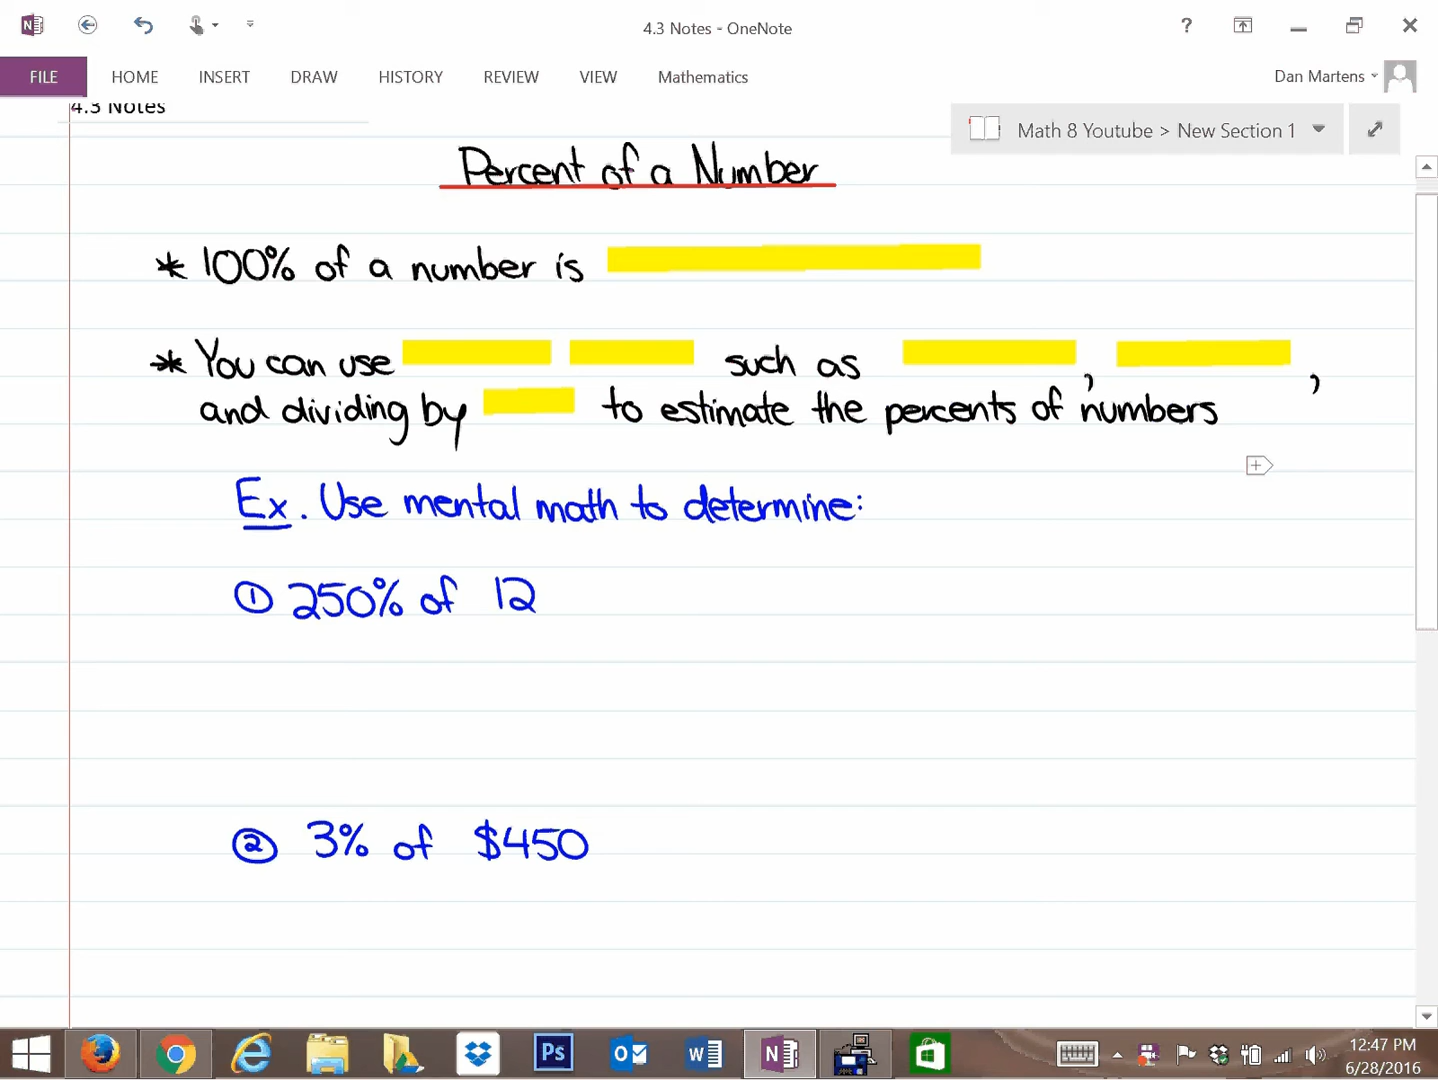 4.3 Notes - OneNote
?
FILE HOME INSERT DRAW HISTORY REVIEW VIEW Mathematics
Dan Martens
4.3 Notes
Math 8 Youtube > New Section 1
Percent of a Number
* 100% of a number is
* You can use such as , ,
and dividing by to estimate the percents of numbers
Ex. Use mental math to determine:
① 250% of 12
② 3% of $450
Ps
12:47 PM
6/28/2016